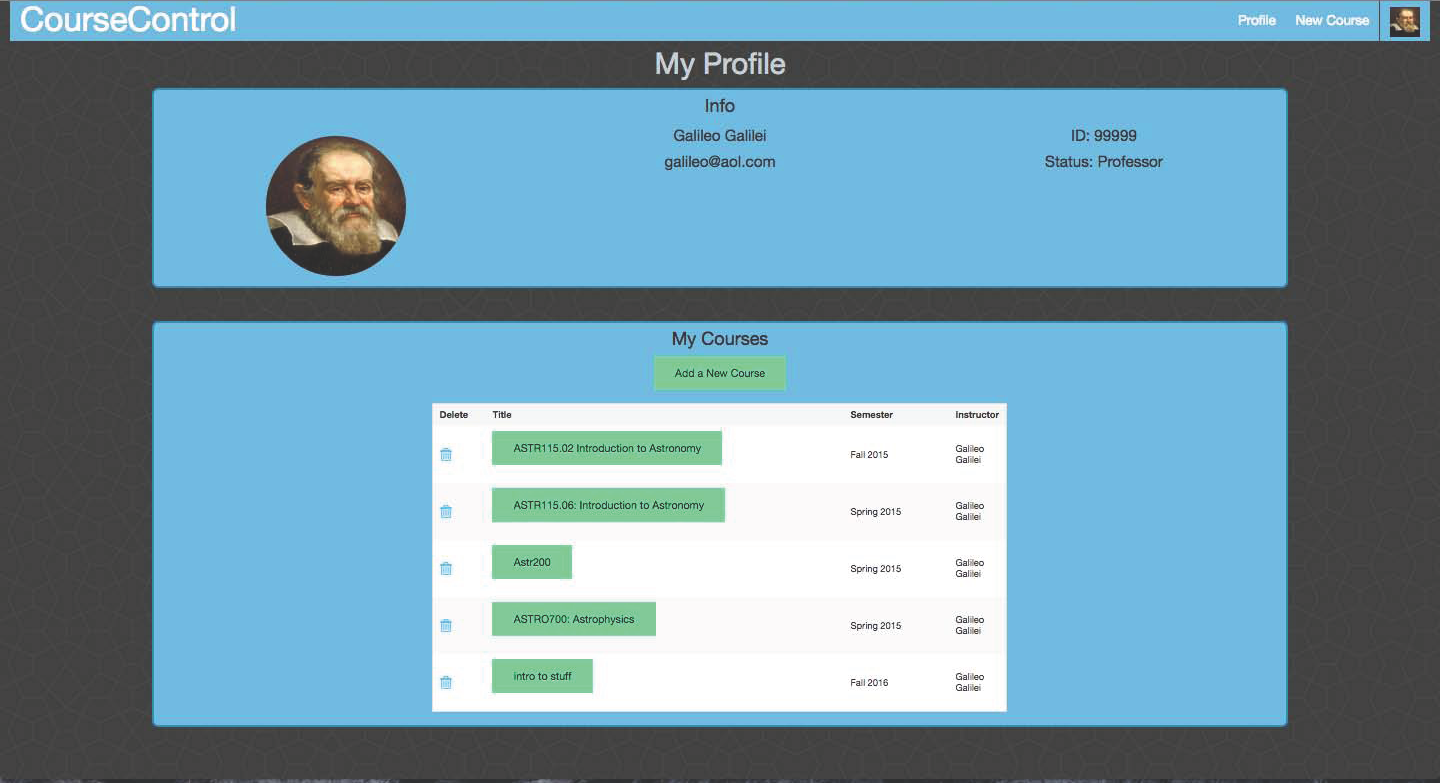 CourseControl
Profile New Course
My Profile
Info
Galileo Galilei ID: 99999
galileo@aol.com Status: Professor
My Courses
Add a New Course
Delete Title Semester Instructor
ASTR115.02 Introduction to Astronomy Fall 2015 Galileo
Galilei
ASTR115.06: Introduction to Astronomy Spring 2015 Galileo
Galilei
Astr200 Spring 2015 Galileo
Galilei
ASTRO700: Astrophysics Spring 2015 Galileo
Galilei
intro to stuff Fall 2016 Galileo
Galilei